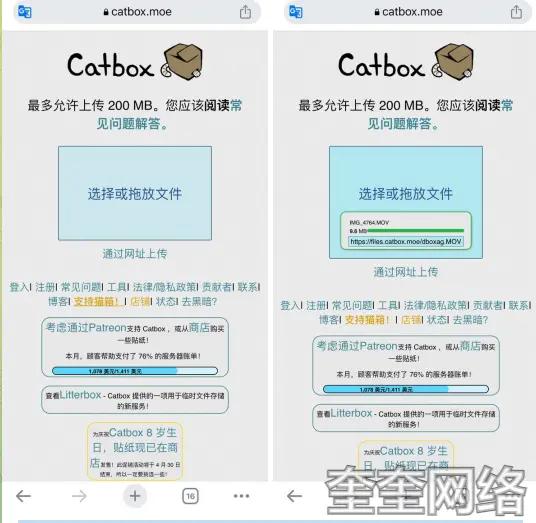 catbox.moe
Catbox
最多允许上传 200 MB。您应该阅读常
见问题解答。
选择或拖放文件
通过网址上传
登入| 注册| 常见问题| 工具| 法律/隐私政策| 贡献者| 联系|
博客| 支持猫箱！| 店铺| 状态| 去黑暗?
考虑通过Patreon支持 Catbox ，或从商店购买
一些贴纸!
本月，顾客帮助支付了 76% 的服务器账单!
1,078 美元/1,411 美元
查看Litterbox - Catbox 提供的一项用于临时文件存储
的新服务!
为庆祝Catbox 8 岁生
日，贴纸现已在商
店发售！此促销活动将于 4 月 30 日
结束，所以一定要挑选一些!
16
catbox.moe
Catbox
最多允许上传 200 MB。您应该阅读常
见问题解答。
选择或拖放文件
IMG_4764.MOV
9.6 MB
https://files.catbox.moe/dboxag.MOV
通过网址上传
登入| 注册| 常见问题| 工具| 法律/隐私政策| 贡献者| 联系|
博客| 支持猫箱！| 店铺| 状态| 去黑暗?
考虑通过Patreon支持 Catbox ，或从商店购买
一些贴纸!
本月，顾客帮助支付了 76% 的服务器账单!
1,078 美元/1,411 美元
查看Litterbox - Catbox 提供的一项用于临时文件存储
的新服务!
为庆祝Catbox 8 岁生
日，贴纸现已在商
奎奎网络